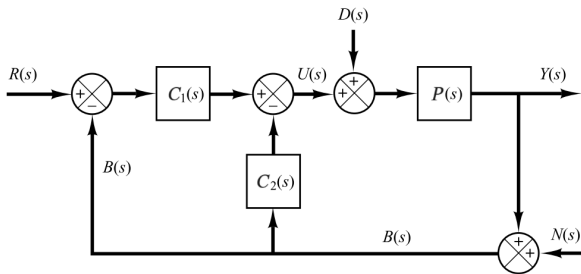 D(s)
R(s)
C₁(s)
U(s)
P(s)
Y(s)
+
−
+
−
+
+
B(s)
C₂(s)
B(s)
N(s)
+
+